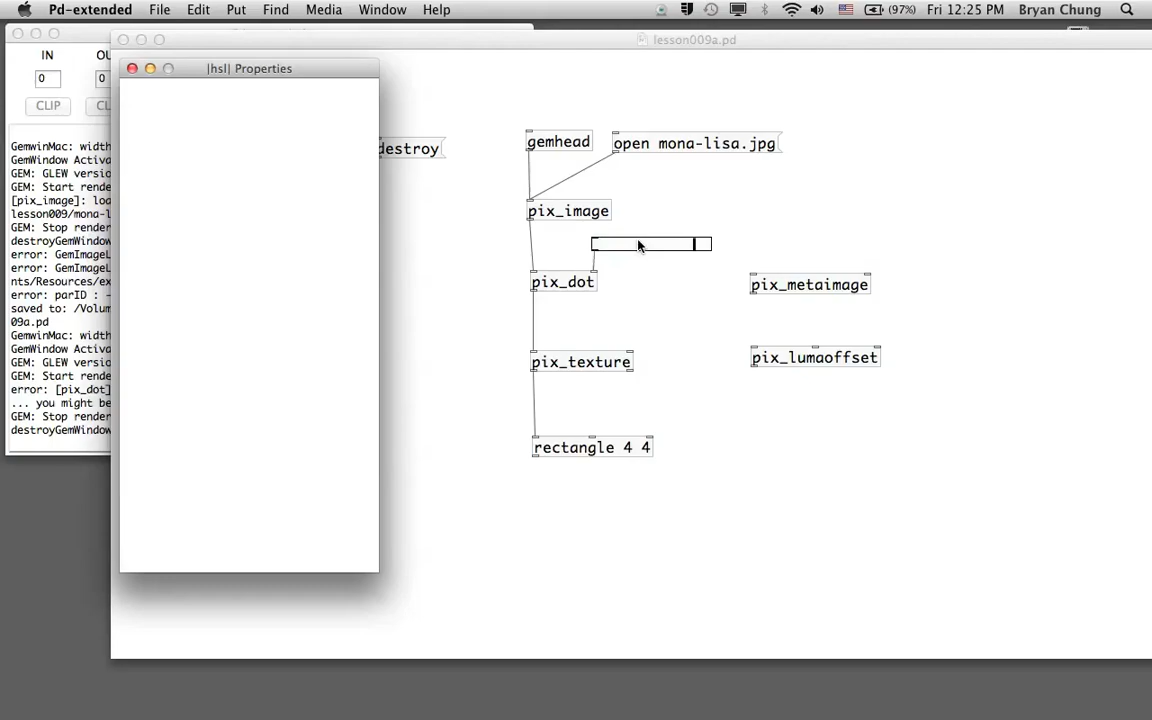 Pd-extended File Edit Put Find Media Window Help (97%) Fri 12:25 PM Bryan Chung
lesson009a.pd
IN OU
0 0
CLIP CL
|hsl| Properties
GemwinMac: width
GemWindow Activa
GEM: GLEW versio
GEM: Start rende
[pix_image]: loa
lesson009/mona-l
GEM: Stop render
destroyGemWindow
error: GemImageL
error: GemImageL
nts/Resources/ex
error: parID : -
saved to: /Volum
09a.pd
GemwinMac: width
GemWindow Activa
GEM: GLEW versio
GEM: Start rende
error: [pix_dot]
... you might be
GEM: Stop render
destroyGemWindow
destroy
gemhead
open mona-lisa.jpg
pix_image
pix_dot
pix_metaimage
pix_texture
pix_lumaoffset
rectangle 4 4